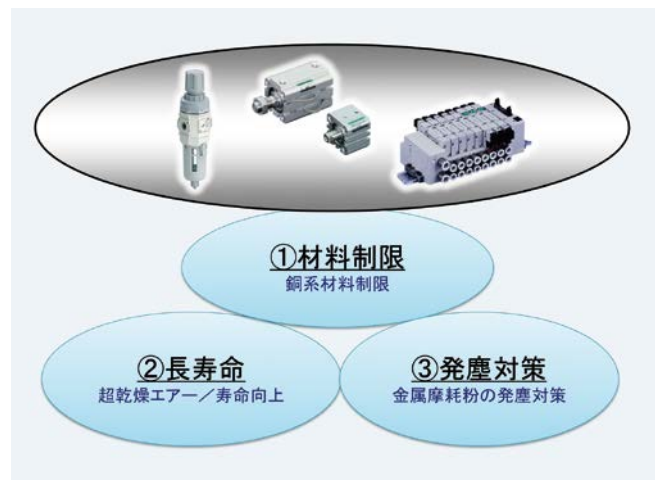 ①材料制限
銅系材料制限
②長寿命
超乾燥エアー／寿命向上
③発塵対策
金属摩耗粉の発塵対策